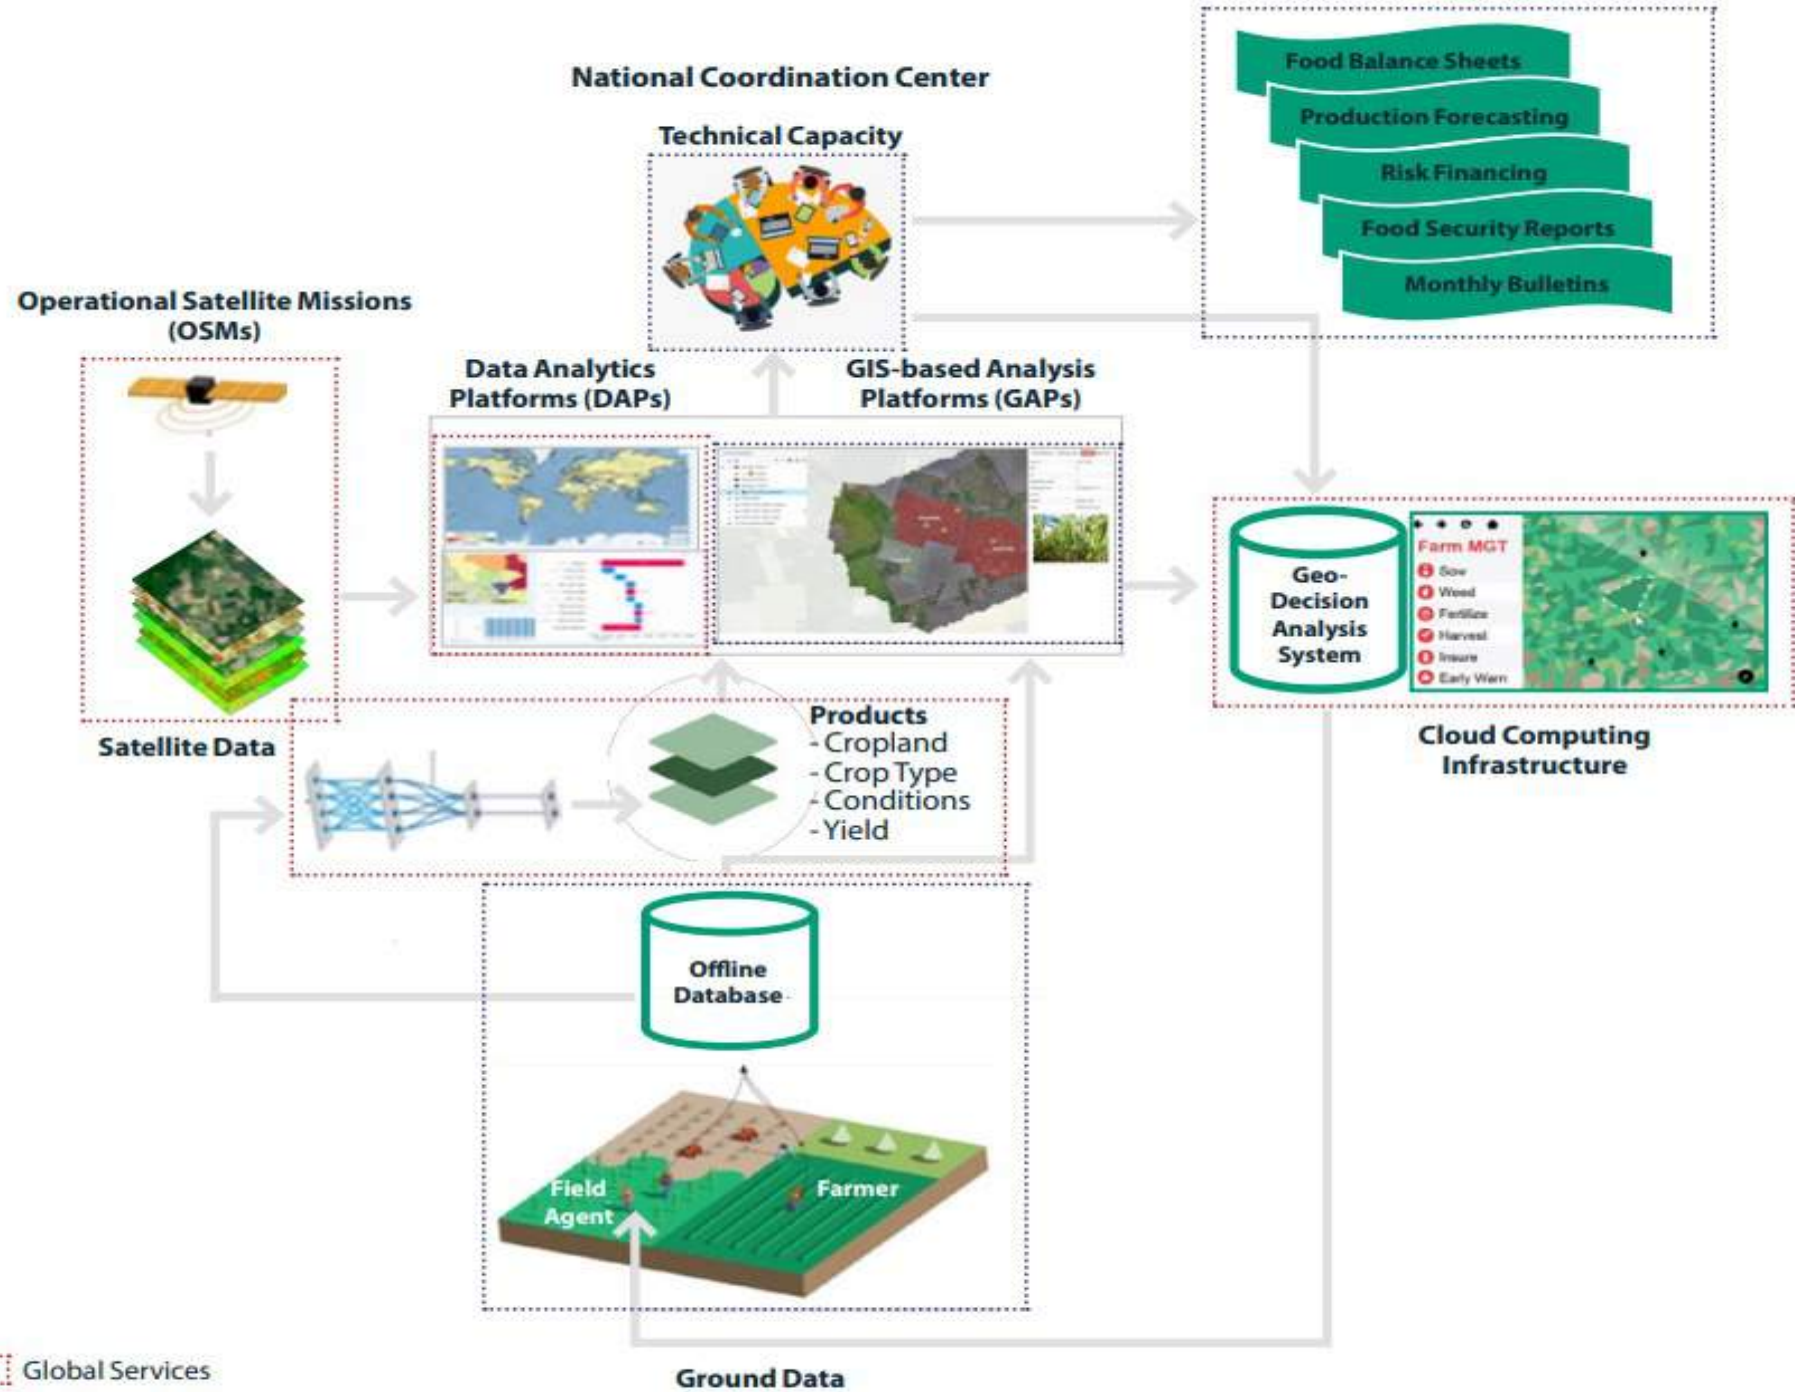 National Coordination Center
Technical Capacity
Food Balance Sheets
Production Forecasting
Risk Financing
Food Security Reports
Monthly Bulletins
Operational Satellite Missions
(OSMs)
Data Analytics
Platforms (DAPs)
GIS-based Analysis
Platforms (GAPs)
Geo-
Decision
Analysis
System
Farm MGT
Sow
Weed
Fertilize
Harvest
Insure
Early Warn
Satellite Data
Products
- Cropland
- Crop Type
- Conditions
- Yield
Cloud Computing
Infrastructure
Offline
Database
Field
Agent
Farmer
Global Services
Ground Data